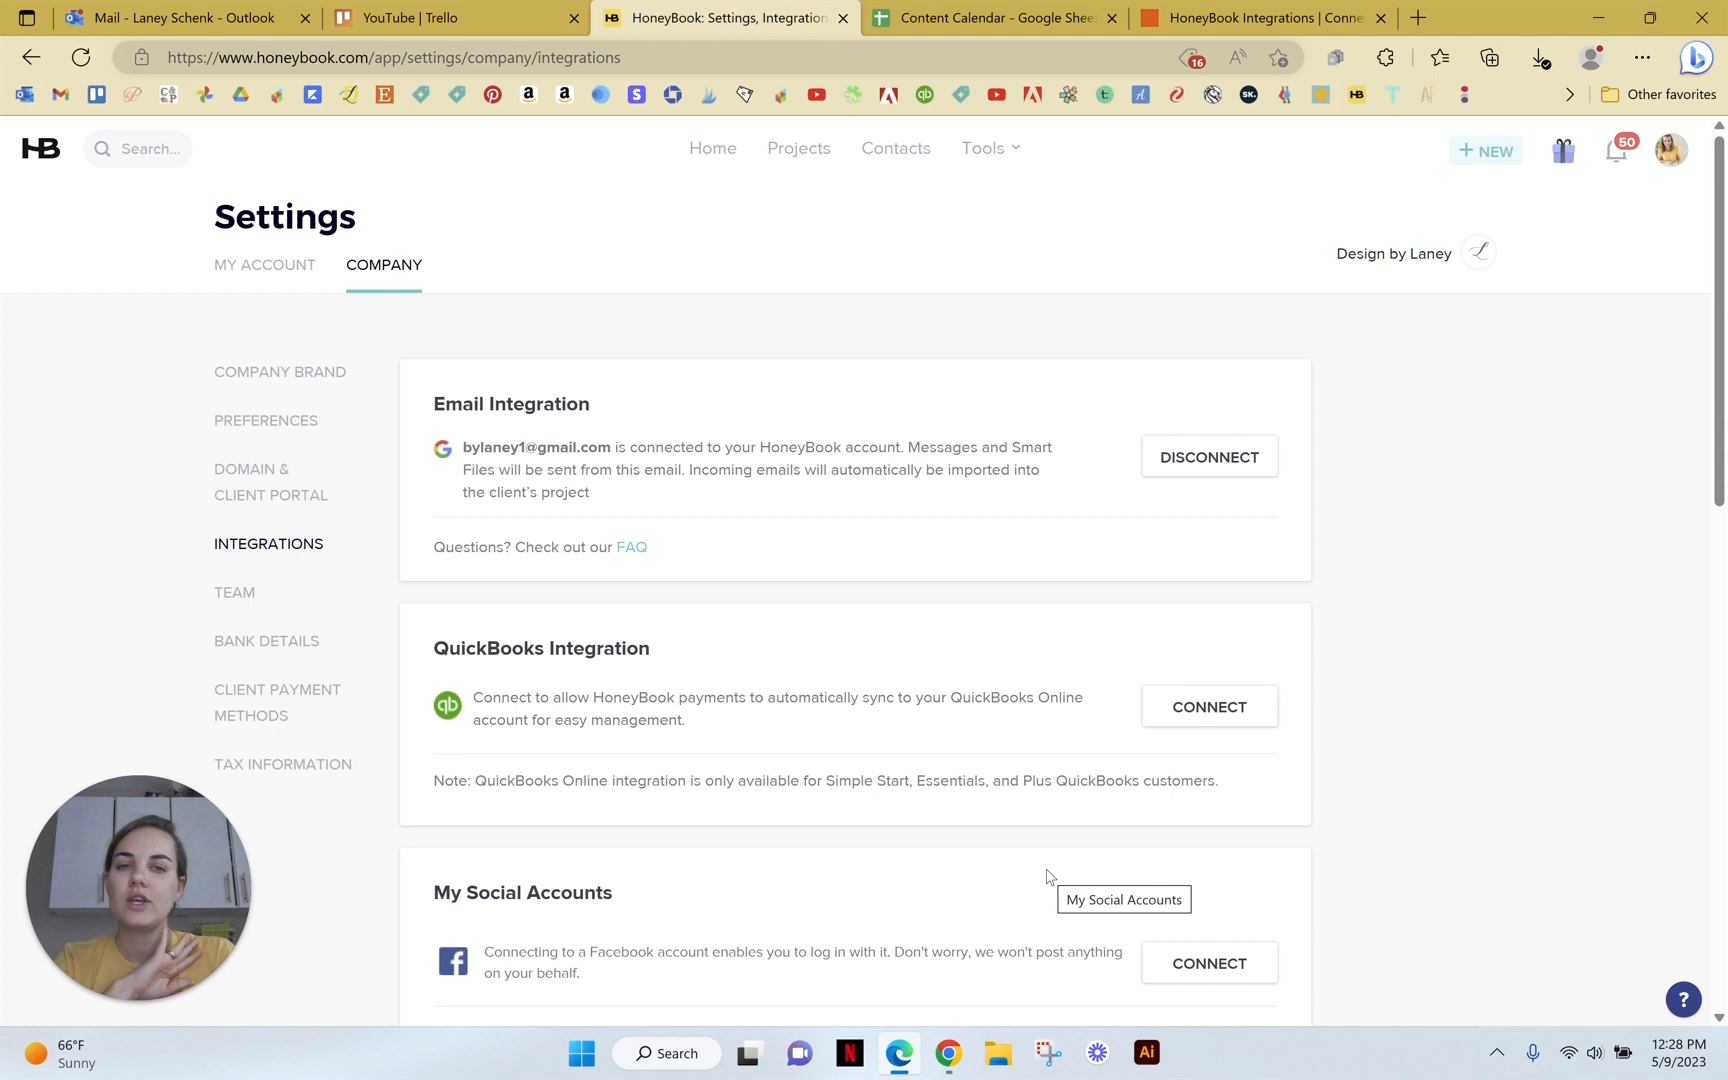 Mail - Laney Schenk - Outlook
YouTube | Trello
HoneyBook: Settings, Integration
Content Calendar - Google Shee
HoneyBook Integrations | Conne
https://www.honeybook.com/app/settings/company/integrations
16
Other favorites
HB
Search...
Home
Projects
Contacts
Tools
+ NEW
50
Settings
MY ACCOUNT
COMPANY
Design by Laney
COMPANY BRAND
PREFERENCES
DOMAIN &
CLIENT PORTAL
INTEGRATIONS
TEAM
BANK DETAILS
CLIENT PAYMENT
METHODS
TAX INFORMATION
Email Integration
bylaney1@gmail.com is connected to your HoneyBook account. Messages and Smart
Files will be sent from this email. Incoming emails will automatically be imported into
the client's project
DISCONNECT
Questions? Check out our FAQ
QuickBooks Integration
qb
Connect to allow HoneyBook payments to automatically sync to your QuickBooks Online
account for easy management.
CONNECT
Note: QuickBooks Online integration is only available for Simple Start, Essentials, and Plus QuickBooks customers.
My Social Accounts
My Social Accounts
Connecting to a Facebook account enables you to log in with it. Don't worry, we won't post anything
on your behalf.
CONNECT
?
66°F
Sunny
Search
N
Ai
12:28 PM
5/9/2023